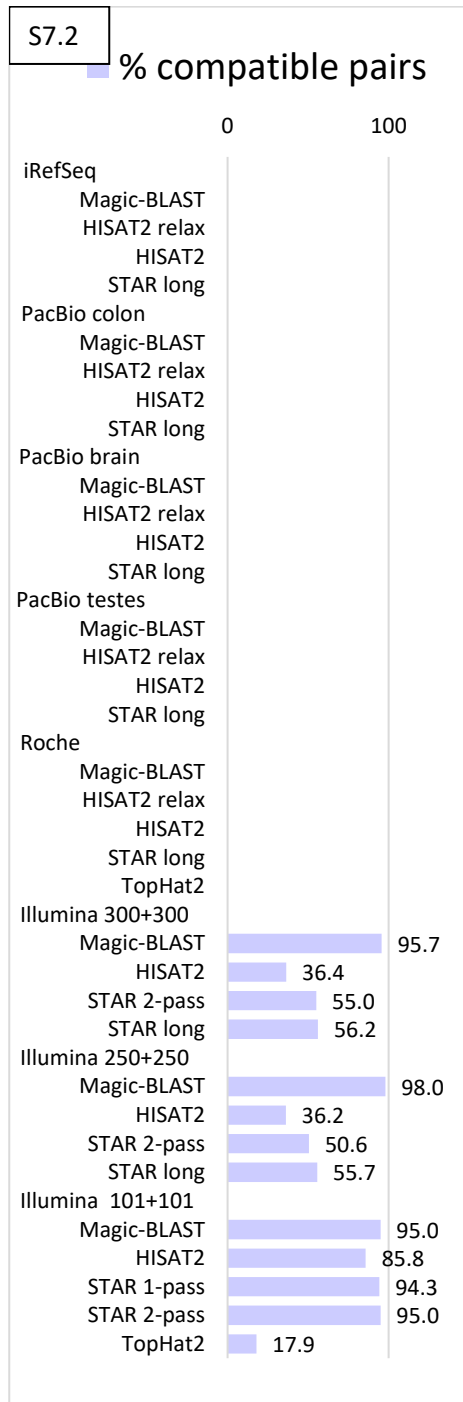 S7.2
% compatible pairs
0 100
iRefSeq
Magic-BLAST
HISAT2 relax
HISAT2
STAR long
PacBio colon
Magic-BLAST
HISAT2 relax
HISAT2
STAR long
PacBio brain
Magic-BLAST
HISAT2 relax
HISAT2
STAR long
PacBio testes
Magic-BLAST
HISAT2 relax
HISAT2
STAR long
Roche
Magic-BLAST
HISAT2 relax
HISAT2
STAR long
TopHat2
Illumina 300+300
Magic-BLAST 95.7
HISAT2 36.4
STAR 2-pass 55.0
STAR long 56.2
Illumina 250+250
Magic-BLAST 98.0
HISAT2 36.2
STAR 2-pass 50.6
STAR long 55.7
Illumina 101+101
Magic-BLAST 95.0
HISAT2 85.8
STAR 1-pass 94.3
STAR 2-pass 95.0
TopHat2 17.9